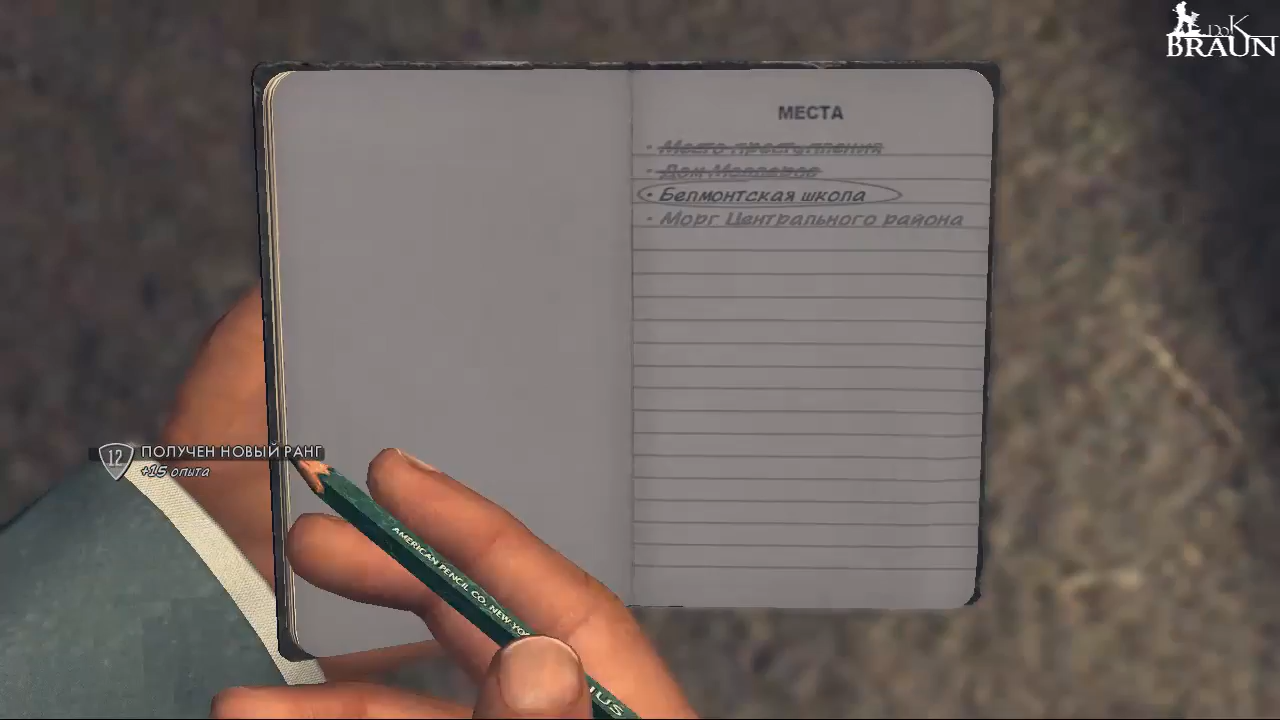 DoK
BRAUN
МЕСТА
- Место преступления
- Дом Моллеров
- Белмонтская школа
- Морг Центрального района
12 ПОЛУЧЕН НОВЫЙ РАНГ
+15 опыта
AMERICAN PENCIL CO. NEW YO
IUS